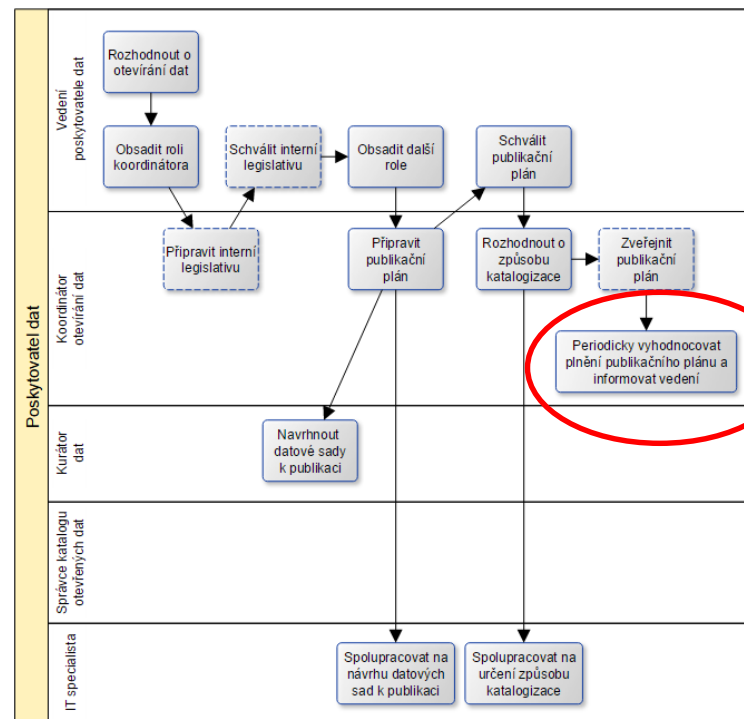 Poskytovatel dat
Vedení
poskytovatele dat
Rozhodnout o
otevírání dat
Obsadit roli
koordinátora
Schválit interní
legislativu
Obsadit další
role
Schválit
publikační
plán
Koordinátor
otevírání dat
Připravit interní
legislativu
Připravit
publikační
plán
Rozhodnout o
způsobu
katalogizace
Zveřejnit
publikační
plán
Periodicky vyhodnocovat
plnění publikačního plánu a
informovat vedení
Kurátor
dat
Navrhnout
datové sady
k publikaci
Správce katalogu
otevřených dat
IT specialista
Spolupracovat na
návrhu datových
sad k publikaci
Spolupracovat na
určení způsobu
katalogizace